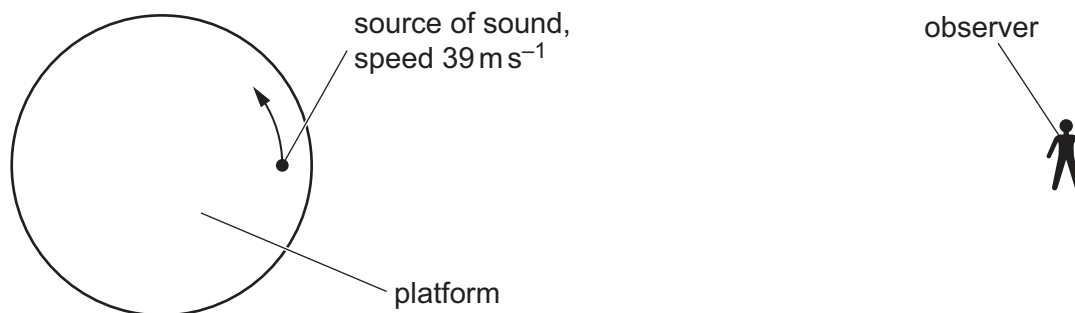 source of sound,
speed 39 m s⁻¹
observer
platform